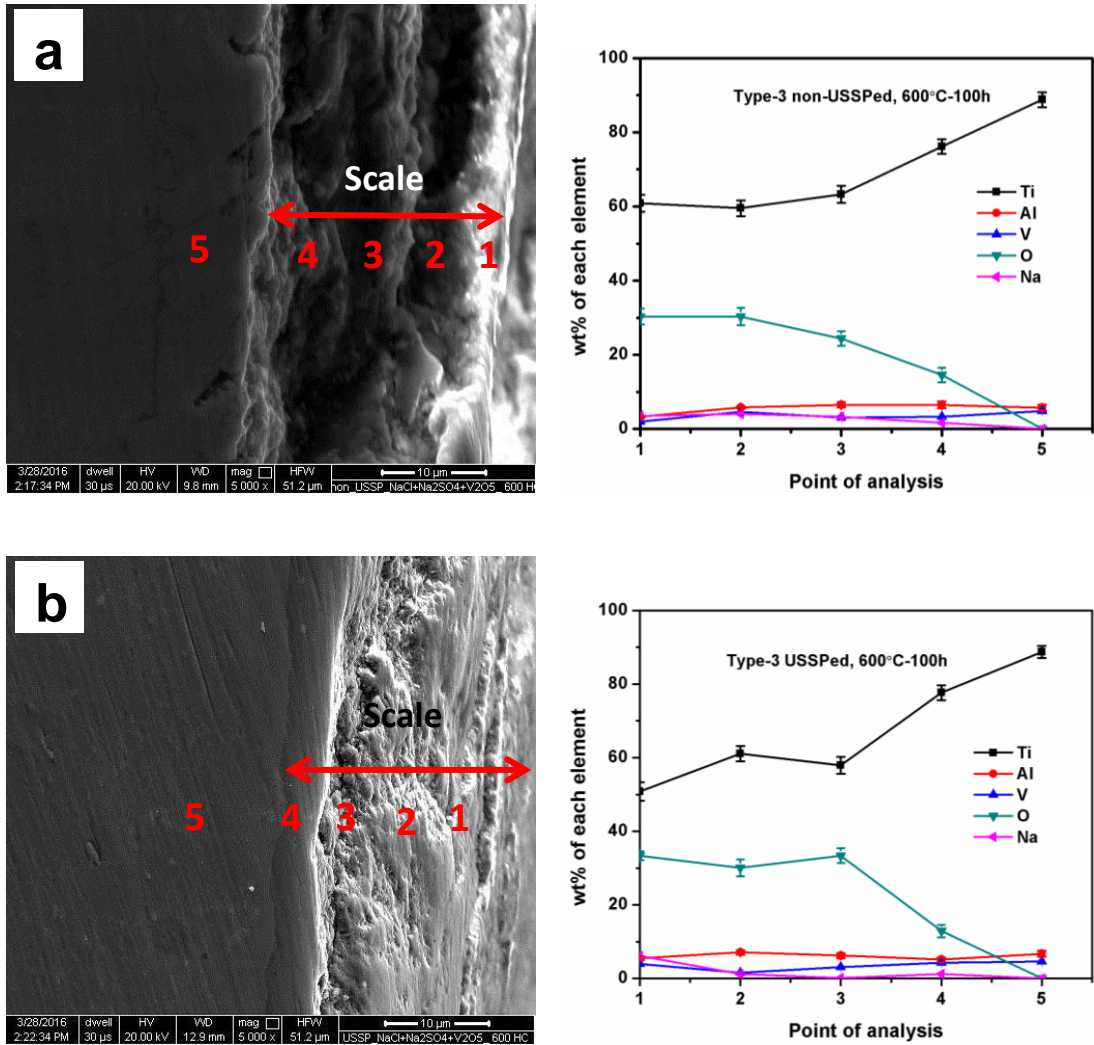 a
Scale
5 4 3 2 1
3/28/2016 dwell HV WD mag HFW 10 µm
2:17:34 PM 30 µs 20.00 kV 9.8 mm 5 000 x 51.2 µm non_USSP_NaCl+Na2SO4+V2O5_ 600 HC
Type-3 non-USSPed, 600°C-100h
100
80
60
40
20
0
wt% of each element
Ti
Al
V
O
Na
1 2 3 4 5
Point of analysis
b
Scale
5 4 3 2 1
3/28/2016 dwell HV WD mag HFW 10 µm
2:22:34 PM 30 µs 20.00 kV 12.9 mm 5 000 x 51.2 µm USSP_NaCl+Na2SO4+V2O5_ 600 HC
Type-3 USSPed, 600°C-100h
100
80
60
40
20
0
wt% of each element
Ti
Al
V
O
Na
1 2 3 4 5
Point of analysis